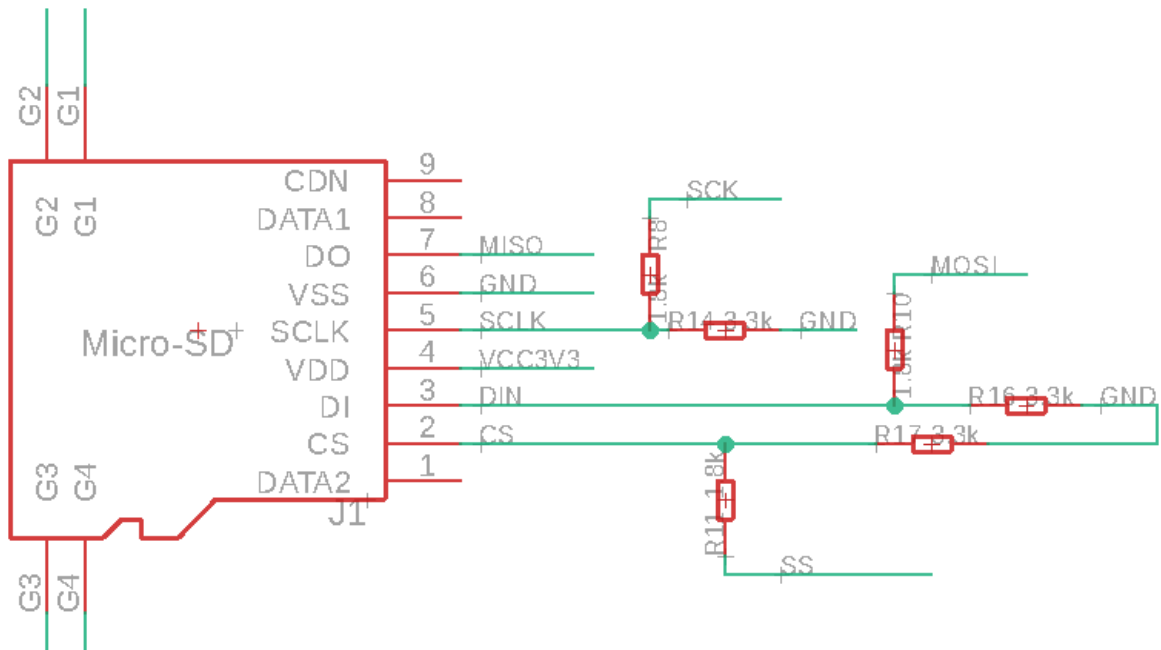 G2
G1
G2
G1
CDN
9
DATA1
8
DO
7
MISO
VSS
6
GND
SCLK
5
SCLK
VDD
4
VCC3V3
DI
3
DIN
CS
2
CS
DATA2
1
Micro-SD
G3
G4
J1
G3
G4
SCK
R8
R14 3.3k
GND
MOSI
R10
1.8k
R16 3.3k
GND
R17 3.3k
R11 1.8k
SS